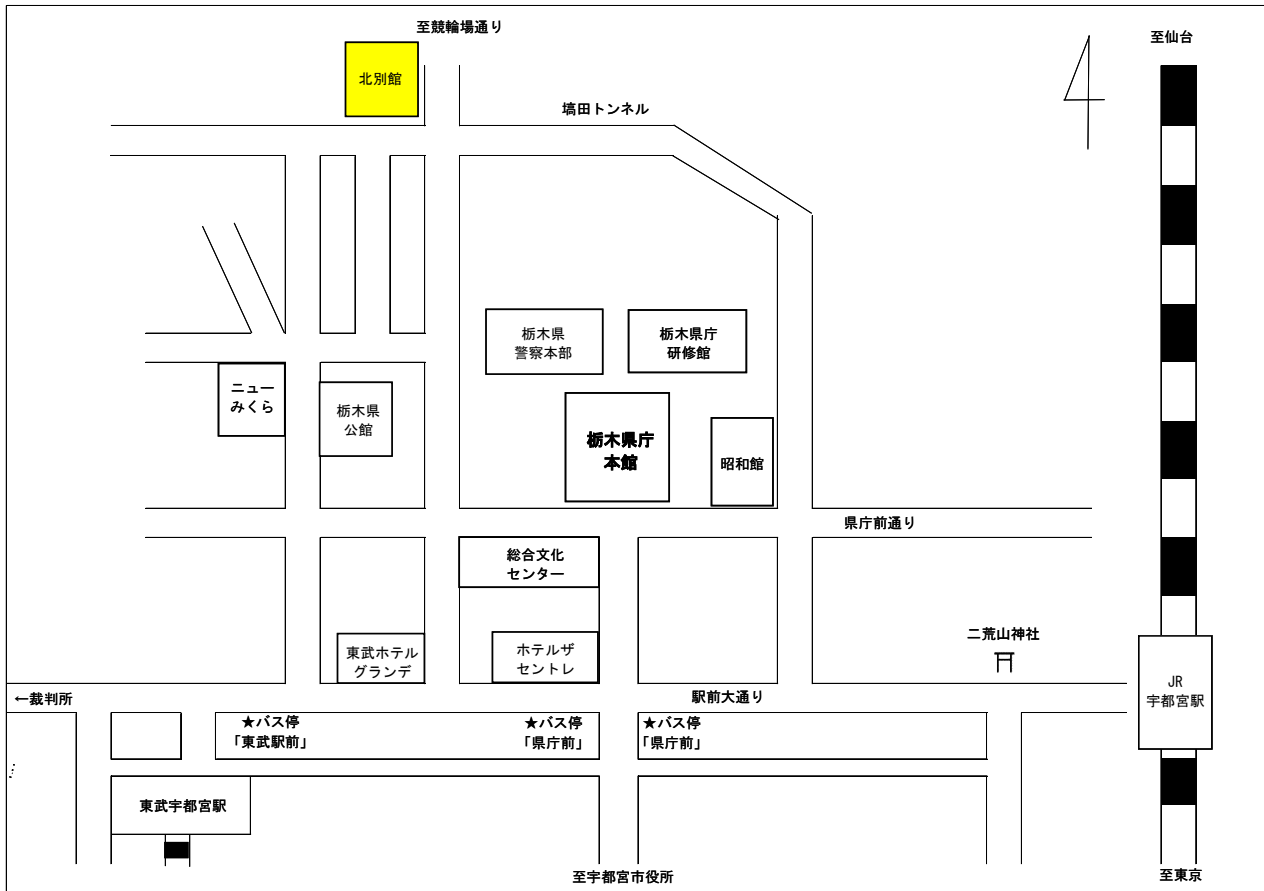 至競輪場通り
至仙台
北別館
塙田トンネル
栃木県
警察本部
栃木県庁
研修館
ニュー
みくら
栃木県
公館
栃木県庁
本館
昭和館
県庁前通り
総合文化
センター
二荒山神社
東武ホテル
グランデ
ホテルザ
セントレ
JR
宇都宮駅
←裁判所
駅前大通り
★バス停
「東武駅前」
★バス停
「県庁前」
★バス停
「県庁前」
東武宇都宮駅
至宇都宮市役所
至東京